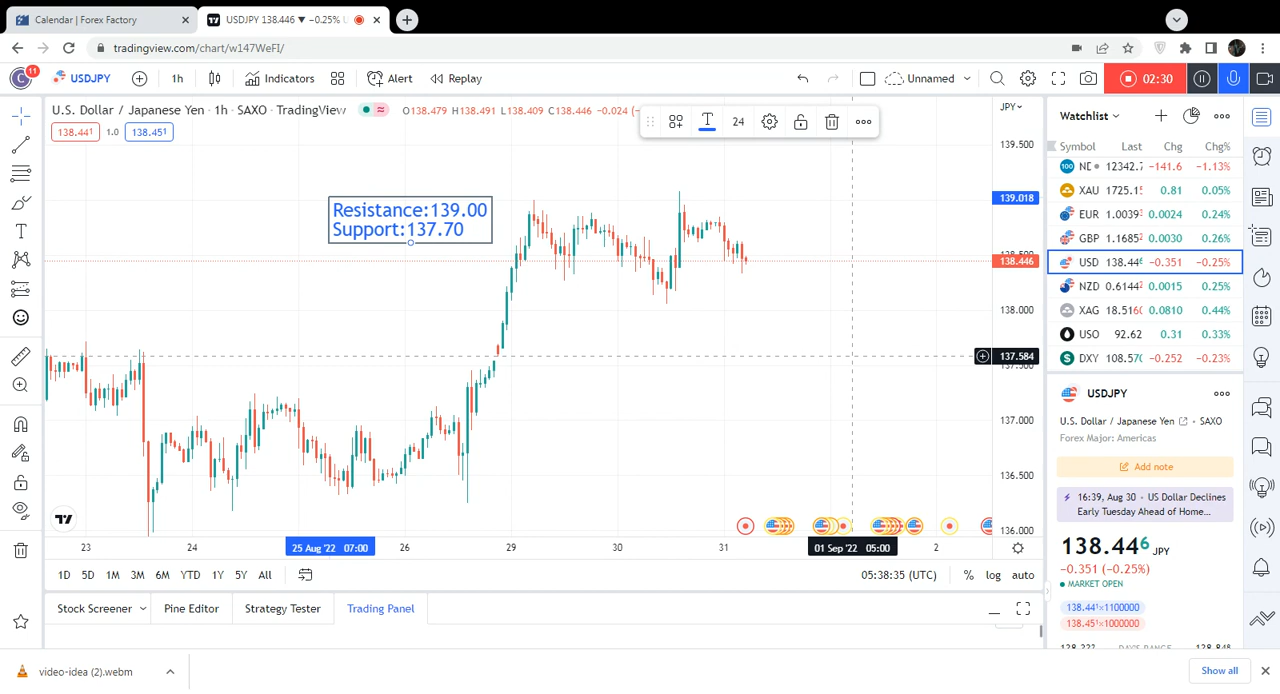 Calendar | Forex Factory
USDJPY 138.446 ▼ −0.25% U
tradingview.com/chart/w147WeFI/
C 11 USDJPY 1h Indicators Alert Replay Unnamed 02:30
U.S. Dollar / Japanese Yen · 1h · SAXO · TradingView O138.479 H138.491 L138.409 C138.446 −0.024
138.441 1.0 138.451
T 24
Resistance:139.00
Support:137.70
JPY
139.500
139.018
138.446
138.000
137.584
137.000
136.500
136.000
23 24 25 Aug '22 07:00 26 29 30 31 01 Sep '22 05:00 2
1D 5D 1M 3M 6M YTD 1Y 5Y All 05:38:35 (UTC) % log auto
Stock Screener Pine Editor Strategy Tester Trading Panel
Watchlist
Symbol Last Chg Chg%
12342.7 −141.6 −1.13%
XAU 1725.15 0.81 0.05%
EUR 1.0039 0.0024 0.24%
GBP 1.1685 0.0030 0.26%
USD 138.446 −0.351 −0.25%
NZD 0.6144 0.0015 0.25%
XAG 18.516 0.0810 0.44%
USO 92.62 0.31 0.33%
DXY 108.57 −0.252 −0.23%
USDJPY
U.S. Dollar / Japanese Yen · SAXO
Forex Major: Americas
Add note
16:39, Aug 30 · US Dollar Declines
Early Tuesday Ahead of Home...
138.446 JPY
−0.351 (−0.25%)
MARKET OPEN
138.441×1100000
138.451×1000000
video-idea (2).webm
Show all